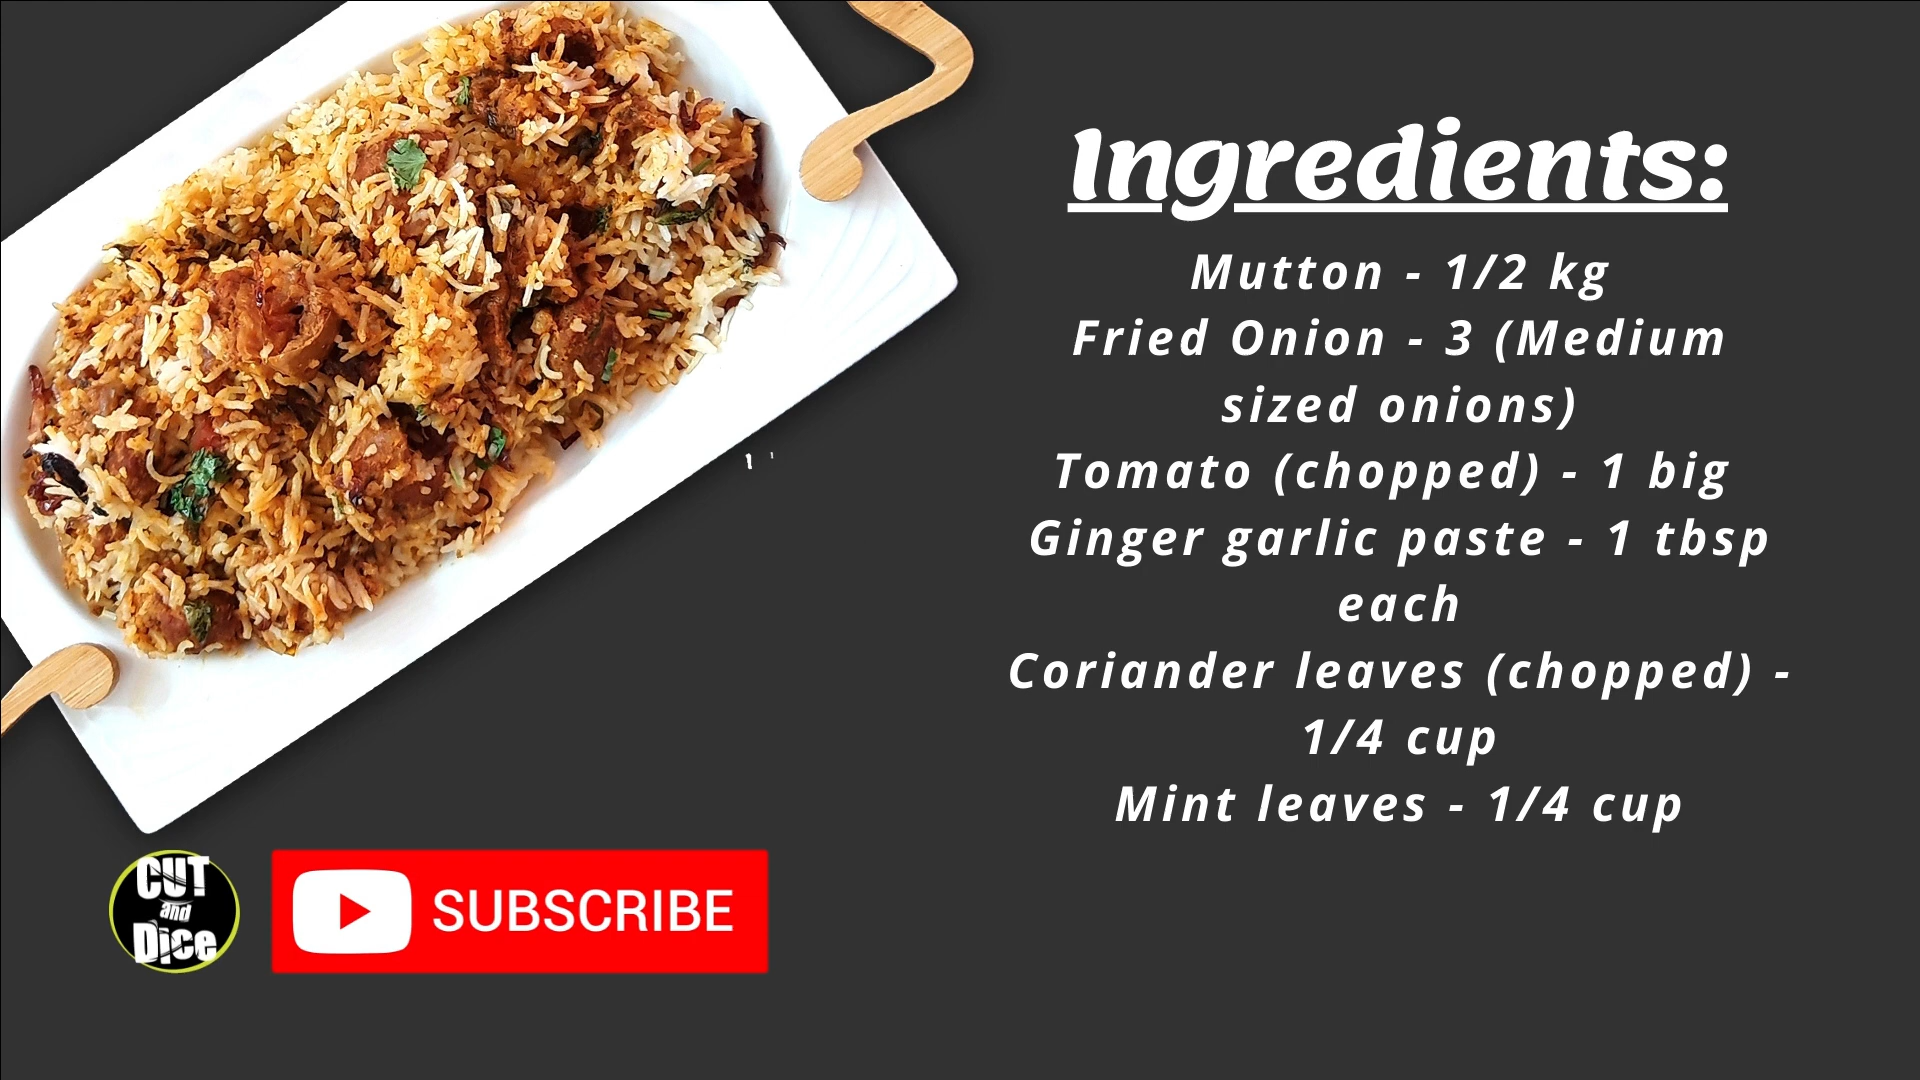 Ingredients:
Mutton - 1/2 kg
Fried Onion - 3 (Medium
sized onions)
Tomato (chopped) - 1 big
Ginger garlic paste - 1 tbsp
each
Coriander leaves (chopped) -
1/4 cup
Mint leaves - 1/4 cup
CUT
and
Dice
SUBSCRIBE